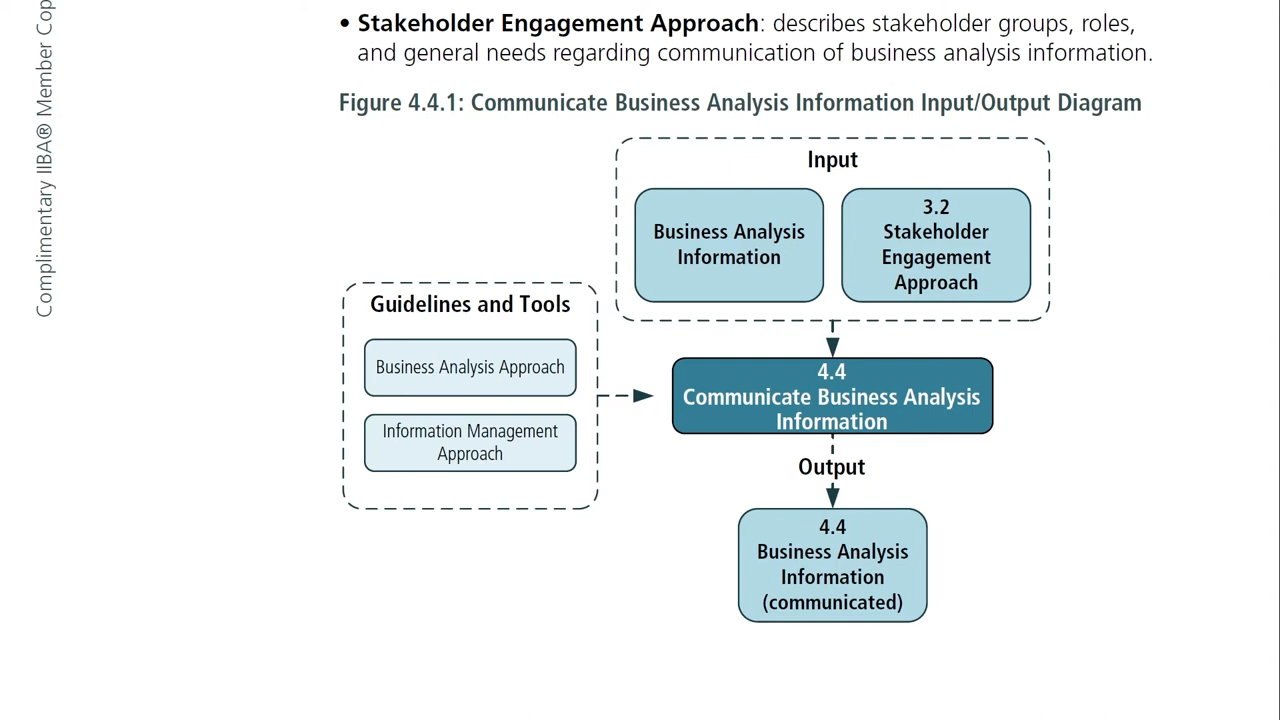 • Stakeholder Engagement Approach: describes stakeholder groups, roles,
and general needs regarding communication of business analysis information.
Figure 4.4.1: Communicate Business Analysis Information Input/Output Diagram
Input
Business Analysis
Information
3.2
Stakeholder
Engagement
Approach
Guidelines and Tools
Business Analysis Approach
Information Management
Approach
4.4
Communicate Business Analysis
Information
Output
4.4
Business Analysis
Information
(communicated)
Complimentary IIBA® Member Cop